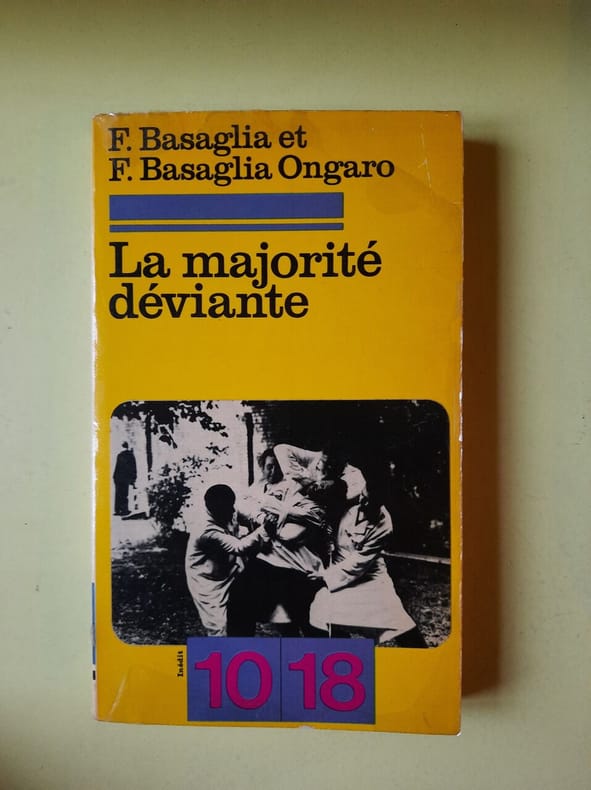 F. Basaglia et
F. Basaglia Ongaro
La majorité
déviante
Inédit
10 18